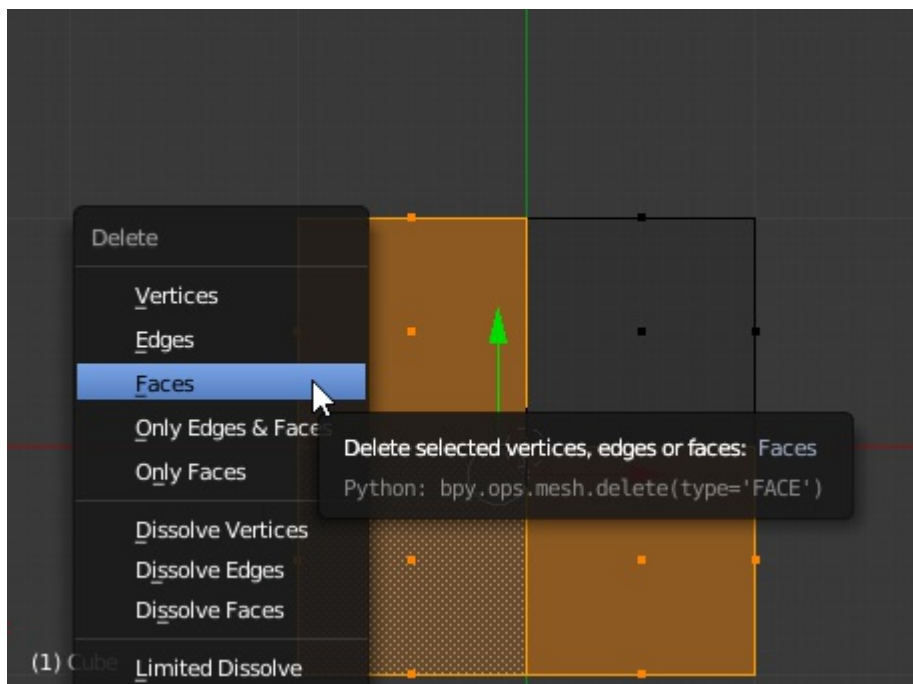 Delete
Vertices
Edges
Faces
Only Edges & Faces
Only Faces
Delete selected vertices, edges or faces: Faces
Python: bpy.ops.mesh.delete(type='FACE')
Dissolve Vertices
Dissolve Edges
Dissolve Faces
Limited Dissolve
(1) Cube